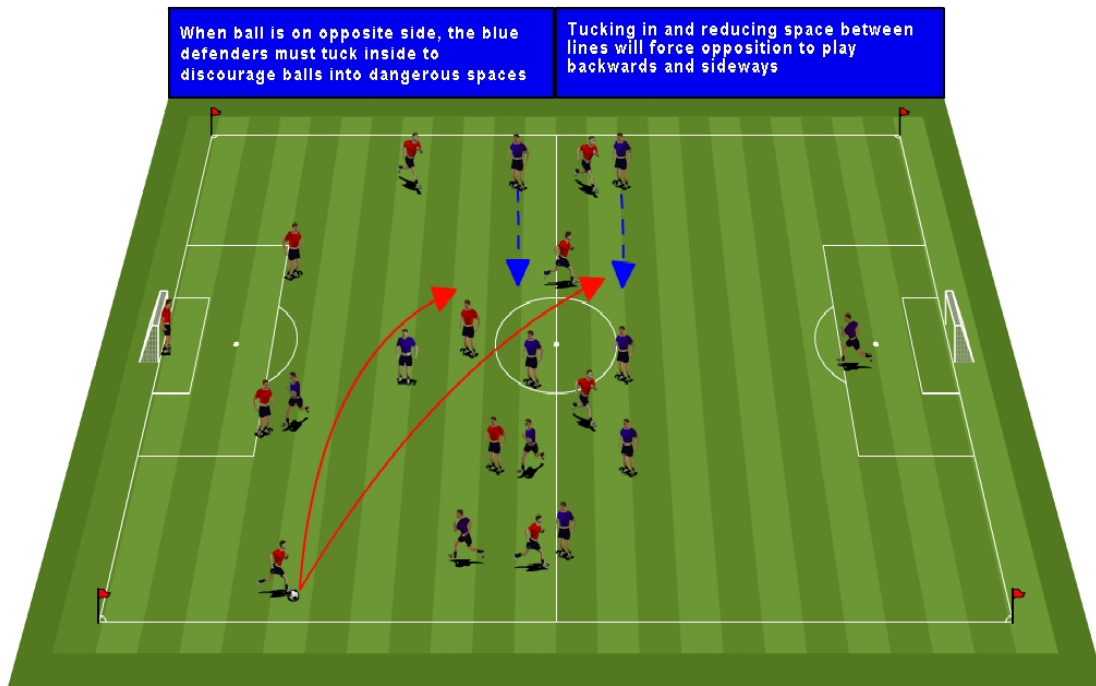 When ball is on opposite side, the blue
defenders must tuck inside to
discourage balls into dangerous spaces
Tucking in and reducing space between
lines will force opposition to play
backwards and sideways